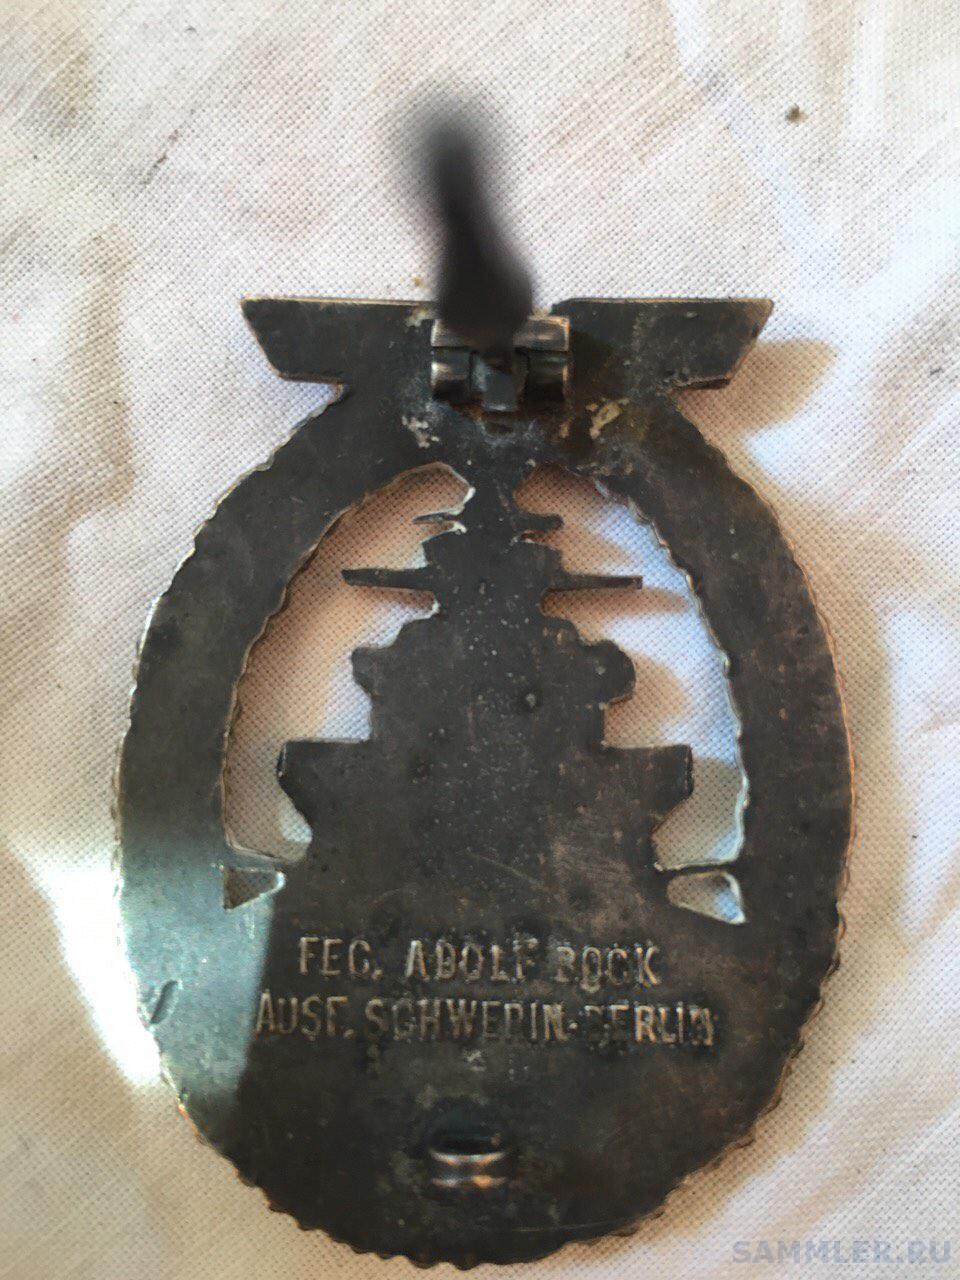 FEC. ADOLF BOCK
AUSF. SCHWERIN-BERLIN
SAMMLER.RU